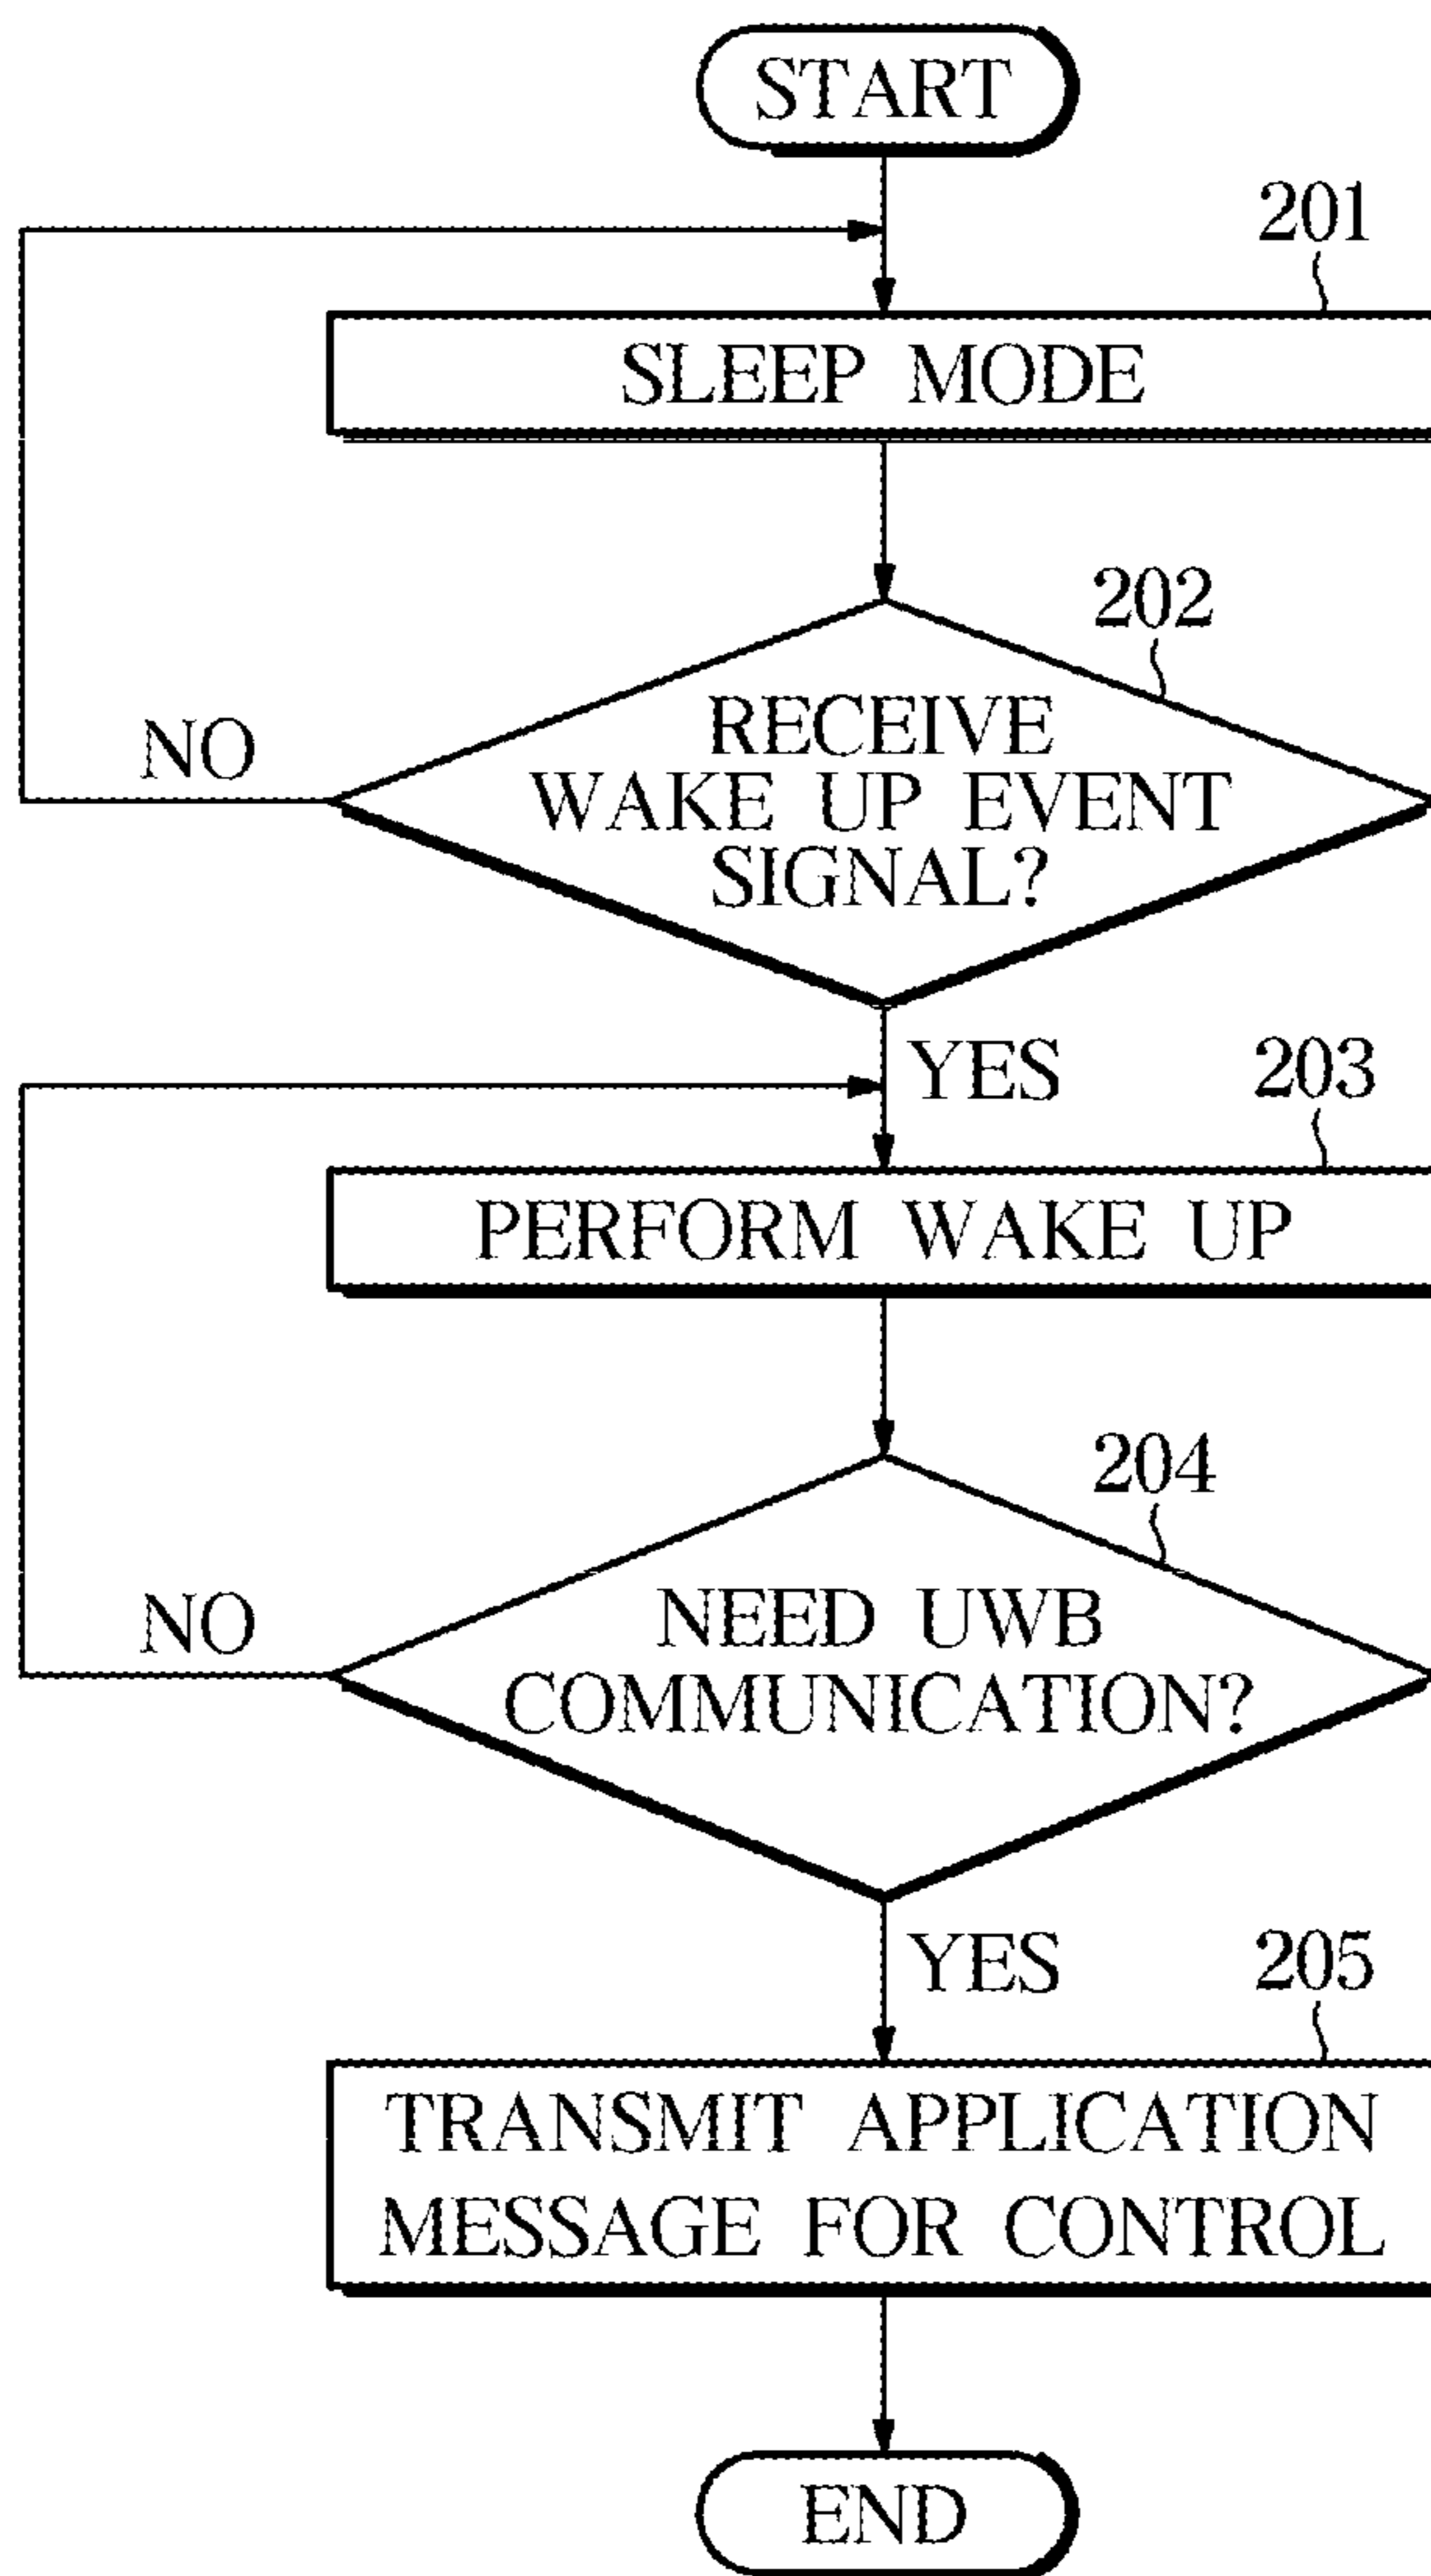 START
201
SLEEP MODE
202
RECEIVE
WAKE UP EVENT
SIGNAL?
NO
YES
203
PERFORM WAKE UP
204
NEED UWB
COMMUNICATION?
NO
YES
205
TRANSMIT APPLICATION
MESSAGE FOR CONTROL
END